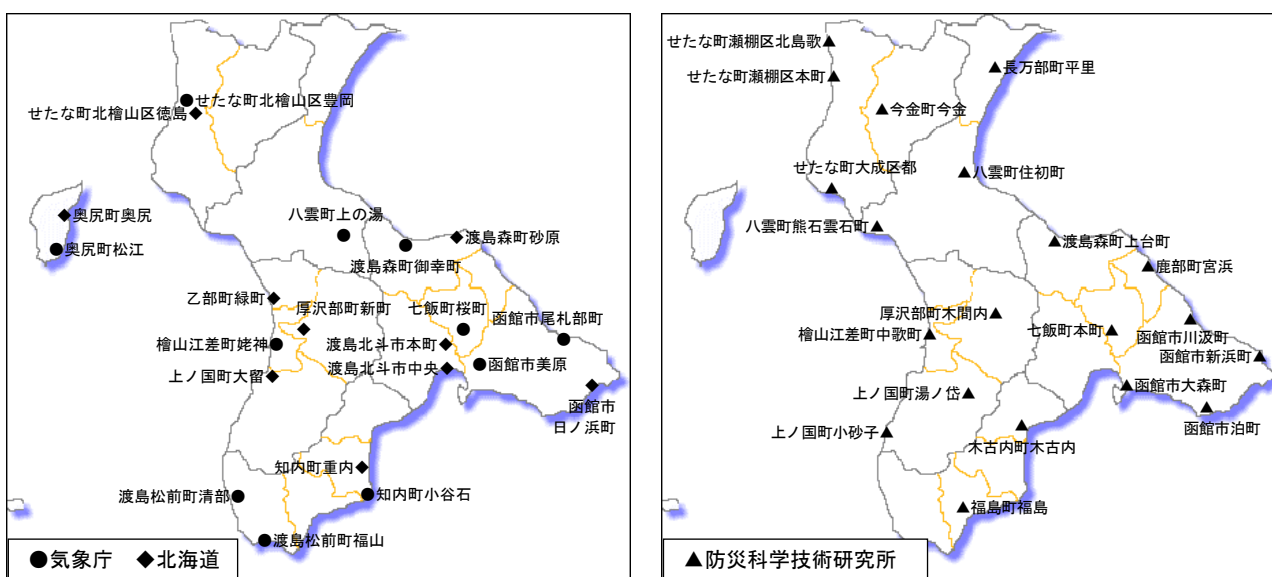 せたな町北檜山区豊岡
せたな町北檜山区徳島
奥尻町奥尻
奥尻町松江
八雲町上の湯
渡島森町砂原
渡島森町御幸町
乙部町緑町
厚沢部町新町
七飯町桜町
函館市尾札部町
檜山江差町姥神
渡島北斗市本町
渡島北斗市中央
函館市美原
上ノ国町大留
函館市
日ノ浜町
知内町重内
渡島松前町清部
知内町小谷石
渡島松前町福山
●気象庁 ◆北海道
せたな町瀬棚区北島歌
長万部町平里
せたな町瀬棚区本町
今金町今金
せたな町大成区都
八雲町住初町
八雲町熊石雲石町
渡島森町上台町
鹿部町宮浜
厚沢部町木間内
檜山江差町中歌町
七飯町本町
函館市川汲町
函館市新浜町
函館市大森町
上ノ国町湯ノ岱
函館市泊町
上ノ国町小砂子
木古内町木古内
福島町福島
▲防災科学技術研究所